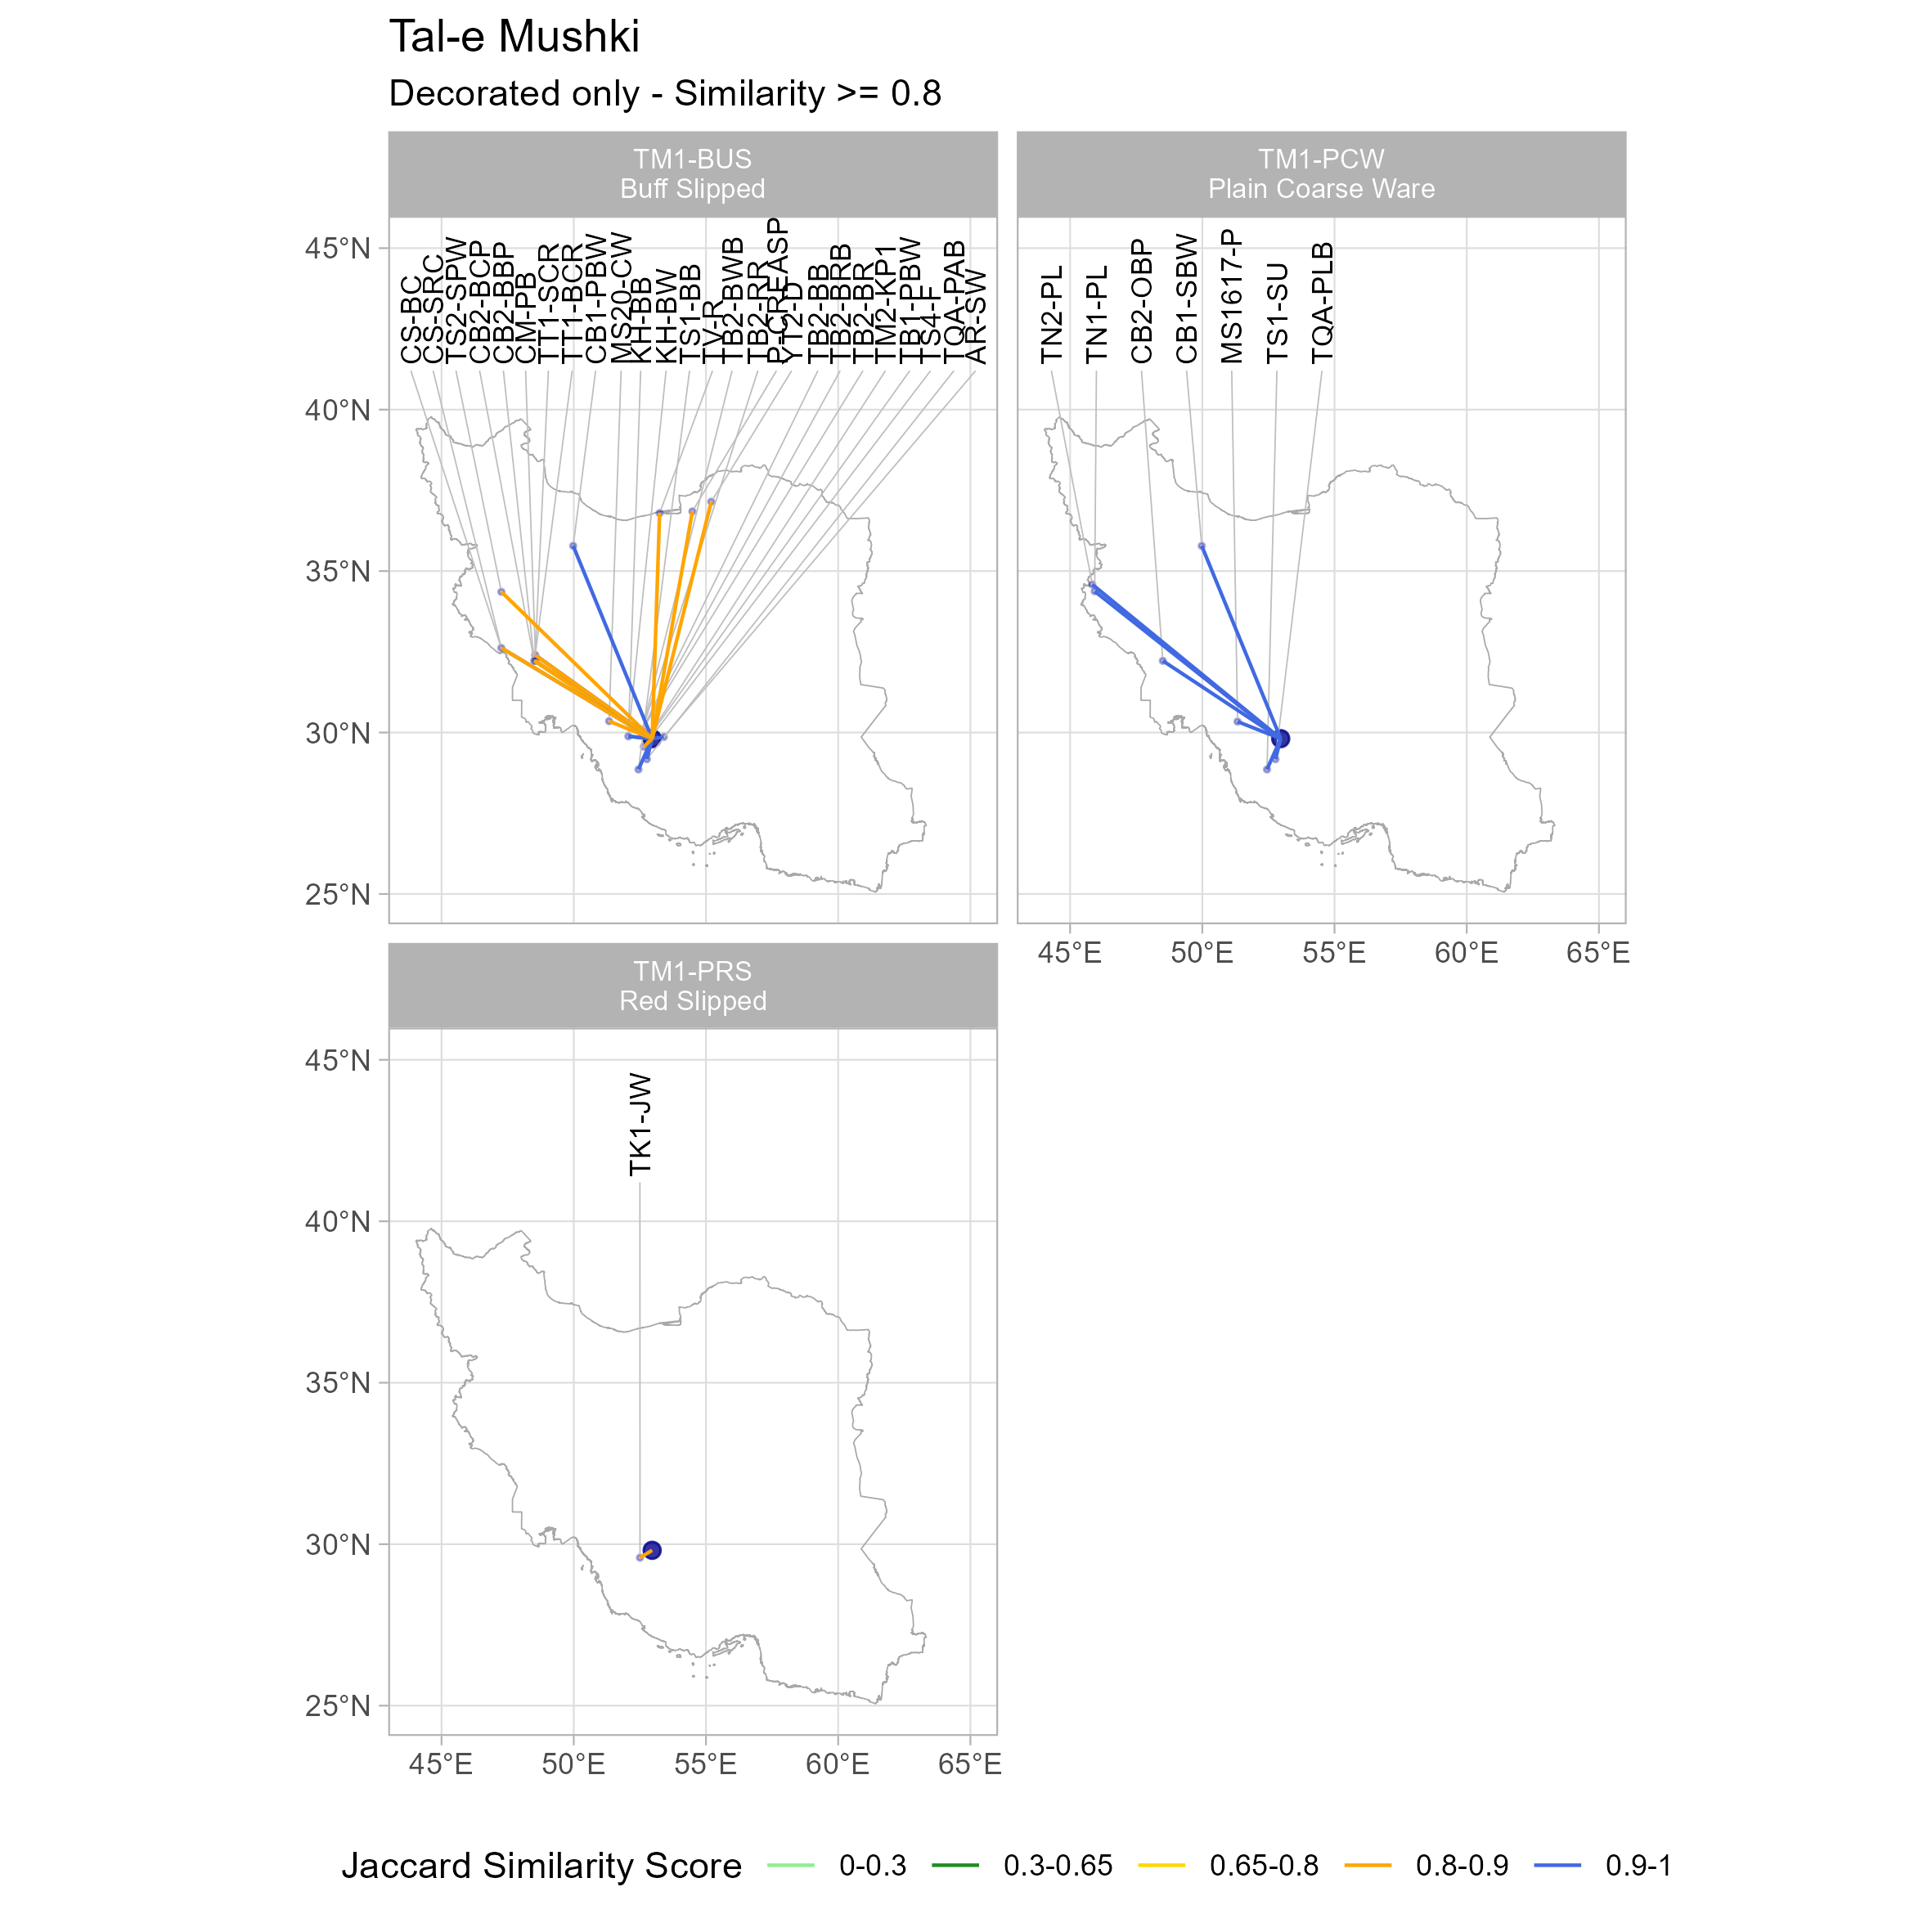 Tal-e Mushki
Decorated only - Similarity >= 0.8
TM1-BUS
Buff Slipped
TM1-PCW
Plain Coarse Ware
45°N
40°N
35°N
30°N
25°N
CS-BC
CS-SRC
TS2-SPW
CB2-BCP
CB2-BBP
CM-PB
TT1-SCR
TT1-BCR
CB1-PBW
MS20-CW
KH-BB
KH-BW
TS1-BB
TV-R
TB2-BWB
TB2-RR
YT2-D
TB2-BB
TB2-BRB
TB2-BR
TM2-KP1
TB1-PBW
TS4-F
TQA-PAB
AR-SW
TN2-PL
TN1-PL
CB2-OBP
CB1-SBW
MS1617-P
TS1-SU
TQA-PLB
45°E
50°E
55°E
60°E
65°E
TM1-PRS
Red Slipped
45°N
40°N
35°N
30°N
25°N
TK1-JW
45°E
50°E
55°E
60°E
65°E
Jaccard Similarity Score
0-0.3
0.3-0.65
0.65-0.8
0.8-0.9
0.9-1